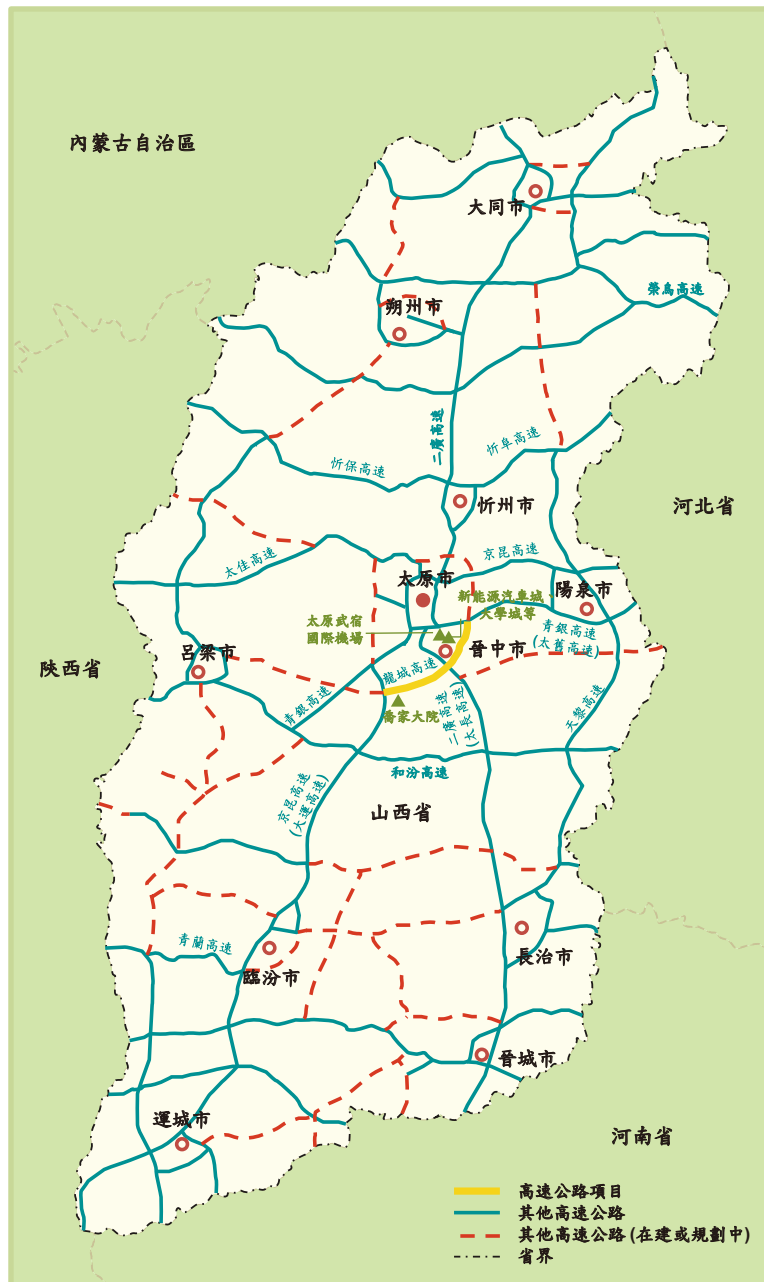 內蒙古自治區
大同市
榮烏高速
朔州市
二廣高速
忻阜高速
忻保高速
忻州市
河北省
京昆高速
太佳高速
太原市
陽泉市
新能源汽車城、
大學城等
太原武宿
國際機場
青銀高速
(太舊高速)
晉中市
呂梁市
陝西省
龍城高速
青銀高速
二廣高速
(太長高速)
天黎高速
喬家大院
和汾高速
京昆高速
(大運高速)
山西省
青蘭高速
臨汾市
長治市
晉城市
運城市
河南省
高速公路項目
其他高速公路
其他高速公路(在建或規劃中)
省界